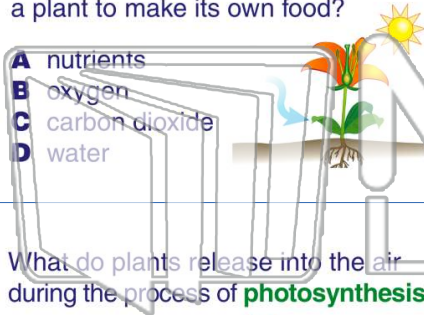 a plant to make its own food?
A nutrients
B oxygen
C carbon dioxide
D water
What do plants release into the air
during the process of photosynthesis